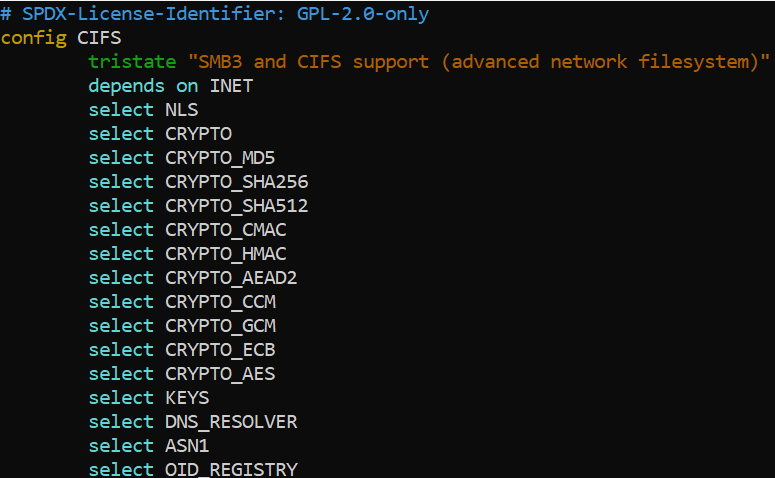 # SPDX-License-Identifier: GPL-2.0-only
config CIFS
tristate "SMB3 and CIFS support (advanced network filesystem)"
depends on INET
select NLS
select CRYPTO
select CRYPTO_MD5
select CRYPTO_SHA256
select CRYPTO_SHA512
select CRYPTO_CMAC
select CRYPTO_HMAC
select CRYPTO_AEAD2
select CRYPTO_CCM
select CRYPTO_GCM
select CRYPTO_ECB
select CRYPTO_AES
select KEYS
select DNS_RESOLVER
select ASN1
select OID_REGISTRY